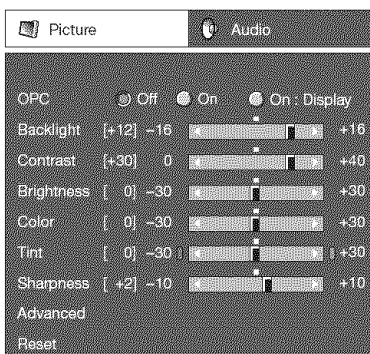 Picture Audio
OPC Off On On : Display
Backlight [+12] −16 +16
Contrast [+30] 0 +40
Brightness [ 0] −30 +30
Color [ 0] −30 +30
Tint [ 0] −30 +30
Sharpness [ +2] −10 +10
Advanced
Reset